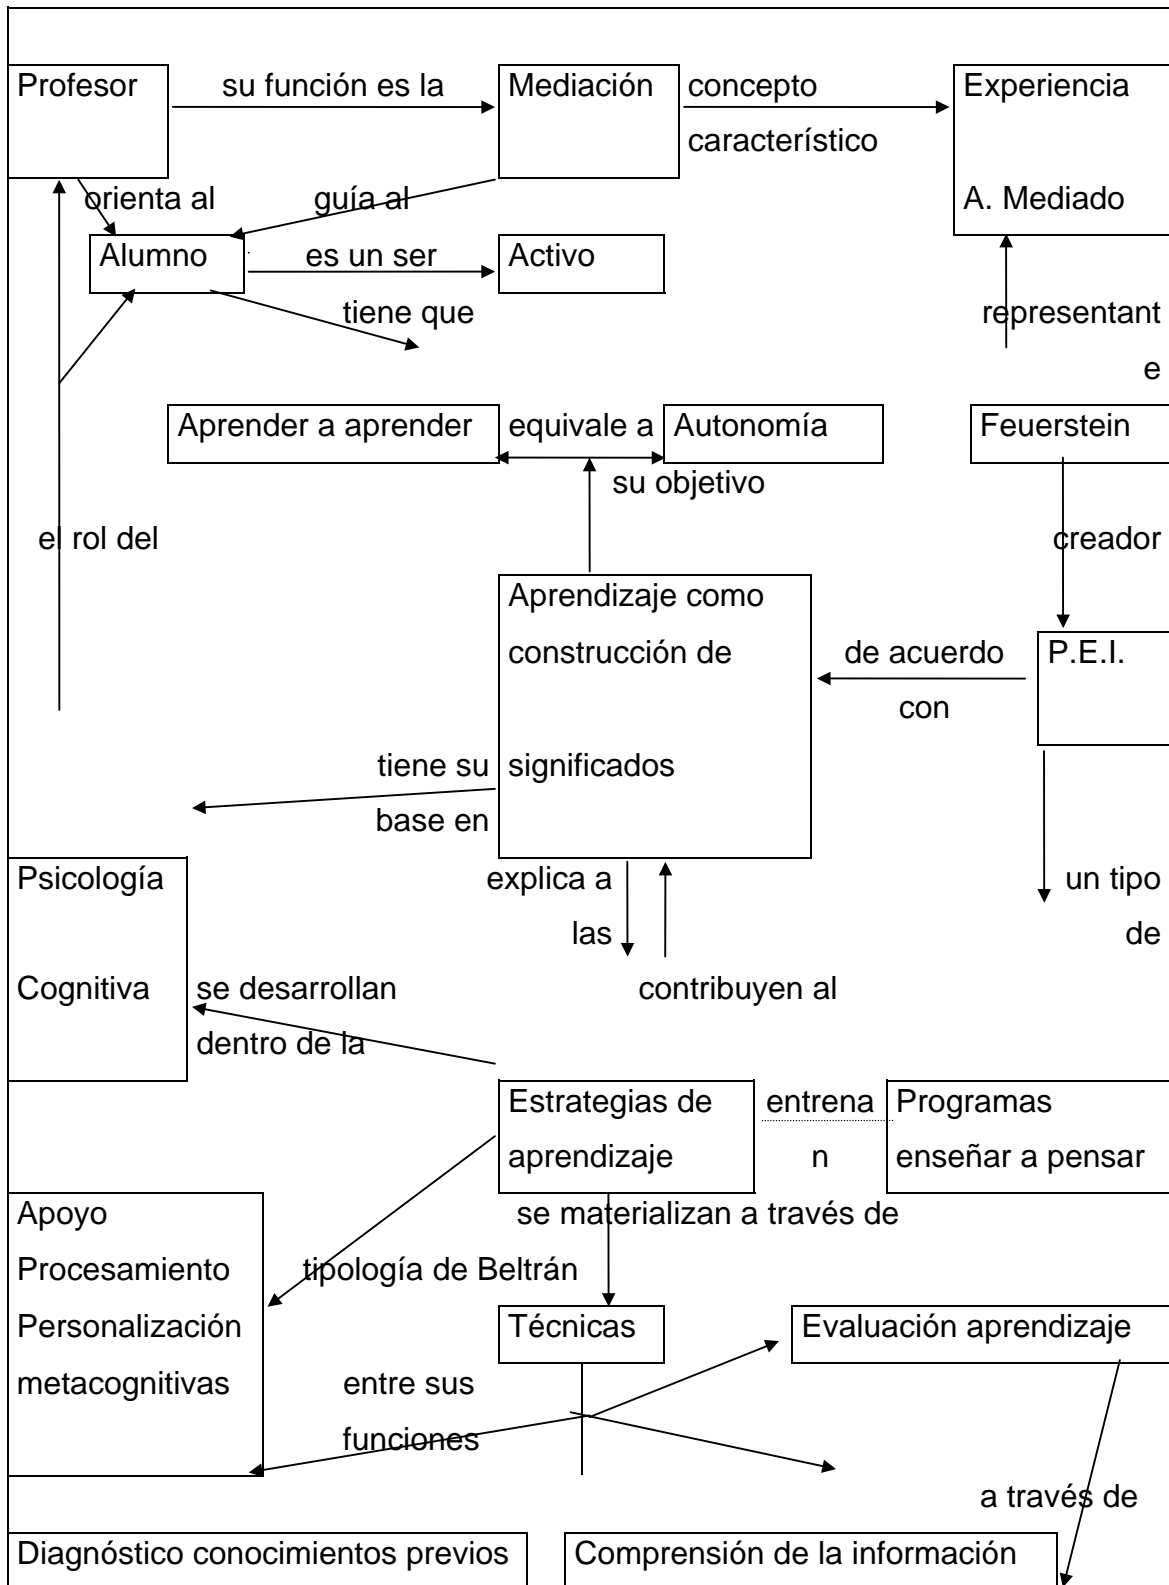 Profesor su función es la Mediación concepto Experiencia
característico
orienta al guía al A. Mediado
Alumno es un ser Activo
tiene que representant
e
Aprender a aprender equivale a Autonomía Feuerstein
su objetivo
el rol del creador
Aprendizaje como
construcción de de acuerdo P.E.I.
con
tiene su significados
base en
Psicología explica a un tipo
las de
Cognitiva se desarrollan contribuyen al
dentro de la
Estrategias de entrena Programas
aprendizaje n enseñar a pensar
Apoyo se materializan a través de
Procesamiento tipología de Beltrán
Personalización Técnicas Evaluación aprendizaje
metacognitivas entre sus
funciones
a través de
Diagnóstico conocimientos previos Comprensión de la información